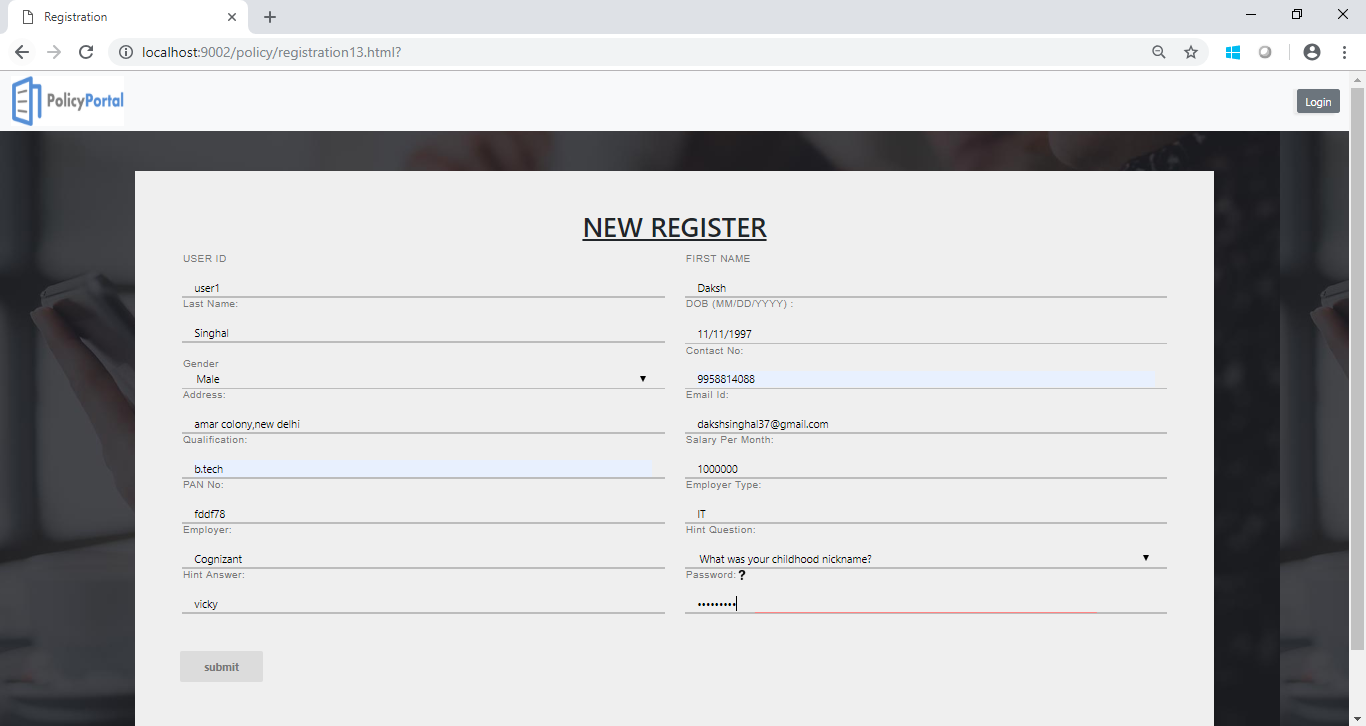 Registration
localhost:9002/policy/registration13.html?
PolicyPortal
Login
NEW REGISTER
USER ID
user1
FIRST NAME
Daksh
Last Name:
Singhal
DOB (MM/DD/YYYY) :
11/11/1997
Gender
Male
Contact No:
9958814088
Address:
amar colony,new delhi
Email Id:
dakshsinghal37@gmail.com
Qualification:
b.tech
Salary Per Month:
1000000
PAN No:
fddf78
Employer Type:
IT
Employer:
Cognizant
Hint Question:
What was your childhood nickname?
Hint Answer:
vicky
Password: ?
•••••••••
submit